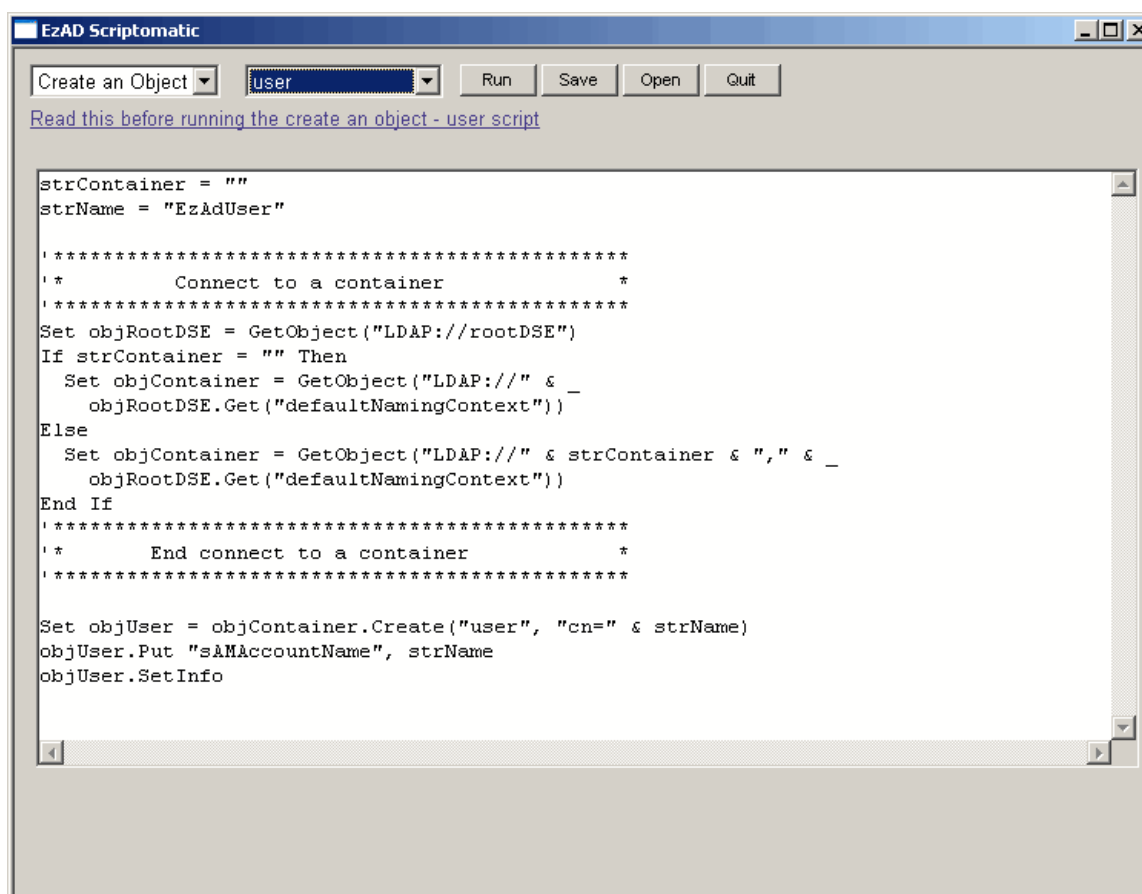 EzAD Scriptomatic
Create an Object user Run Save Open Quit
Read this before running the create an object - user script
strContainer = ""
strName = "EzAdUser"
'***********************************************
'*         Connect to a container              *
'***********************************************
Set objRootDSE = GetObject("LDAP://rootDSE")
If strContainer = "" Then
  Set objContainer = GetObject("LDAP://" & _
    objRootDSE.Get("defaultNamingContext"))
Else
  Set objContainer = GetObject("LDAP://" & strContainer & "," & _
    objRootDSE.Get("defaultNamingContext"))
End If
'***********************************************
'*       End connect to a container            *
'***********************************************
Set objUser = objContainer.Create("user", "cn=" & strName)
objUser.Put "sAMAccountName", strName
objUser.SetInfo